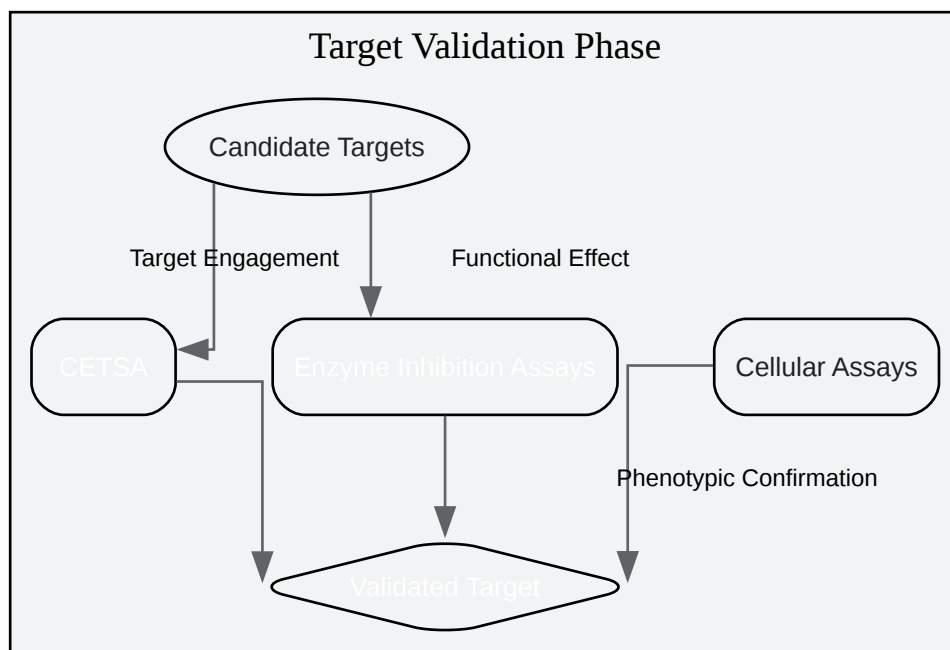 Target Validation Phase
Candidate Targets
Target Engagement
Functional Effect
CETSA
Enzyme Inhibition Assays
Cellular Assays
Phenotypic Confirmation
Validated Target